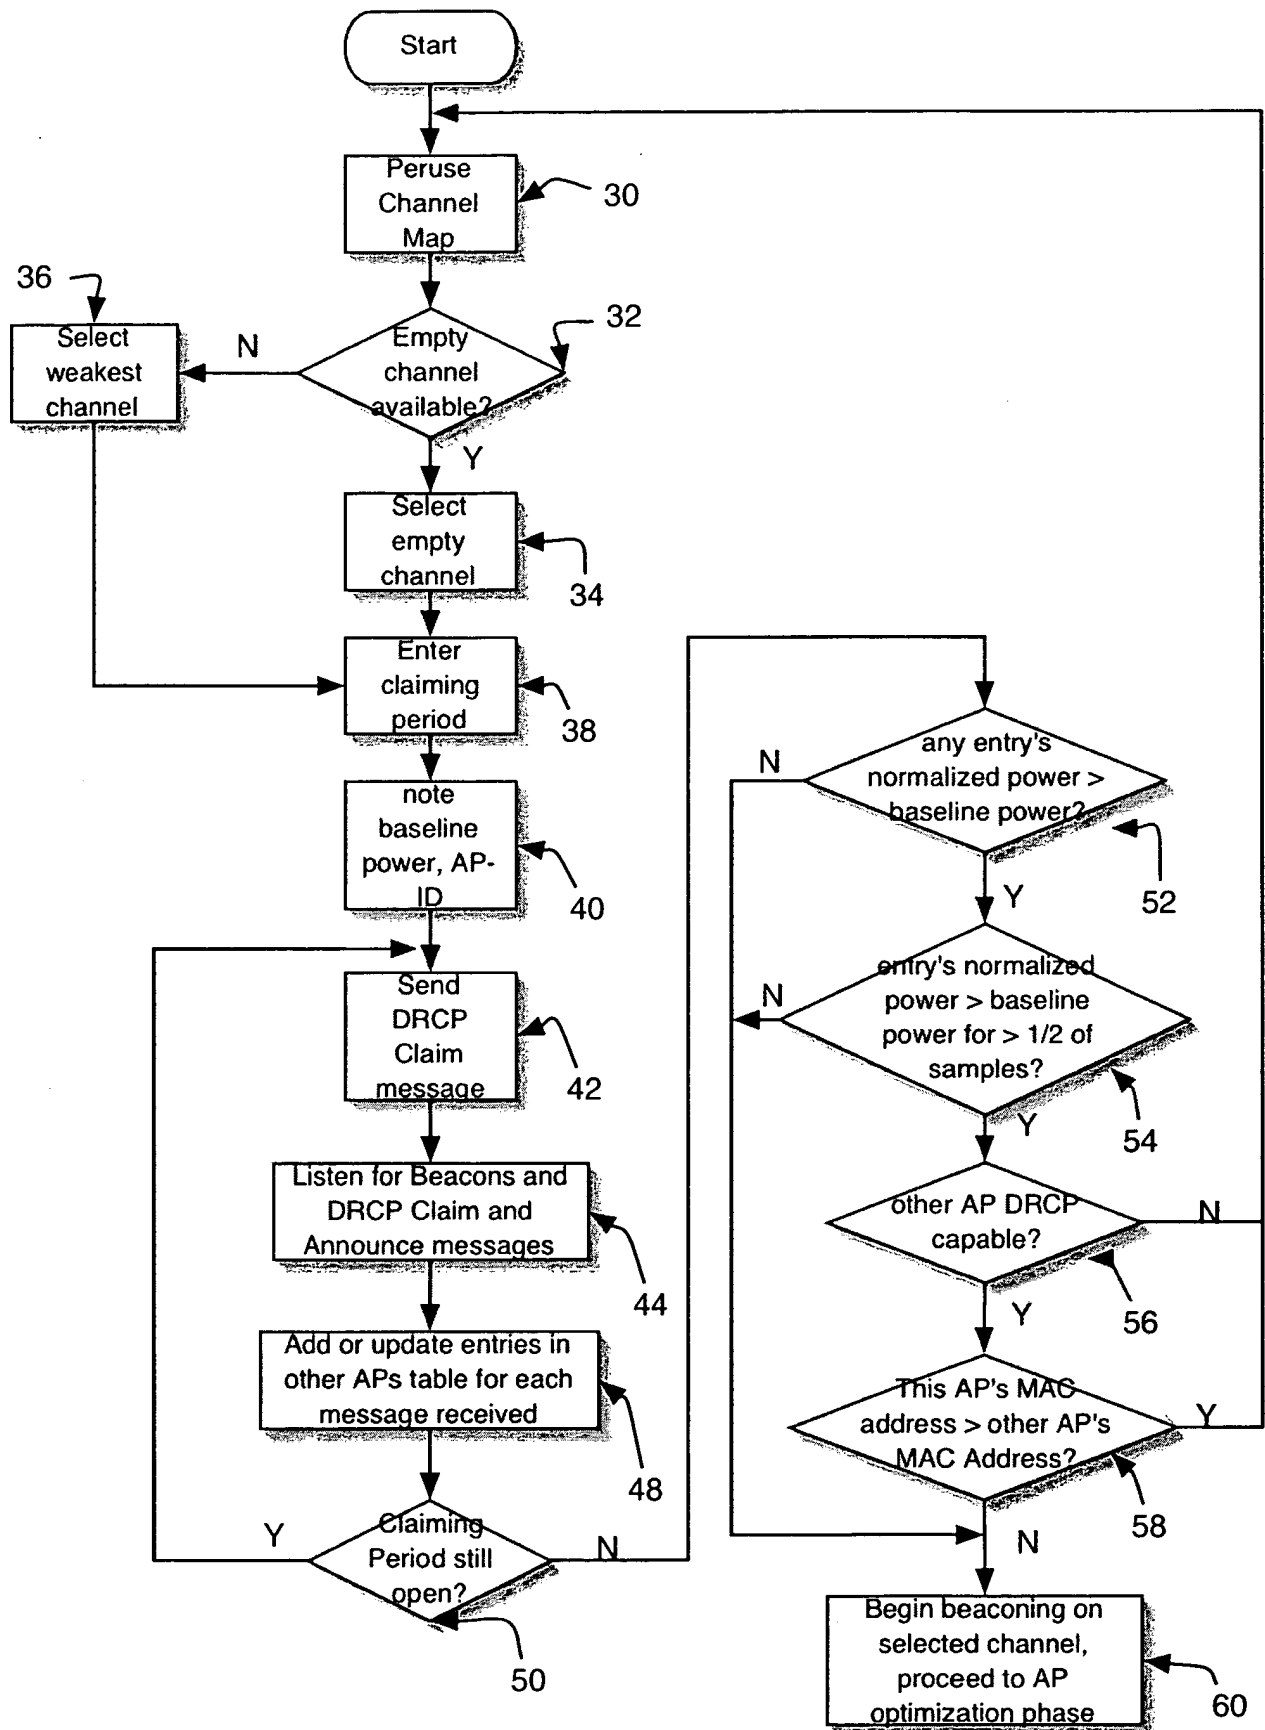 Start
Peruse
Channel
Map
30
36
32
Select
weakest
channel
N
Empty
channel
available?
Y
Select
empty
channel
34
Enter
claiming
period
38
note
baseline
power, AP-
ID
40
Send
DRCP
Claim
message
42
Listen for Beacons and
DRCP Claim and
Announce messages
44
Add or update entries in
other APs table for each
message received
48
Y
Claiming
Period still
open?
N
50
N
any entry's
normalized power >
baseline power?
52
Y
N
entry's normalized
power > baseline
power for > 1/2 of
samples?
54
Y
other AP DRCP
capable?
N
56
Y
This AP's MAC
address > other AP's
MAC Address?
Y
58
N
Begin beaconing on
selected channel,
proceed to AP
optimization phase
60